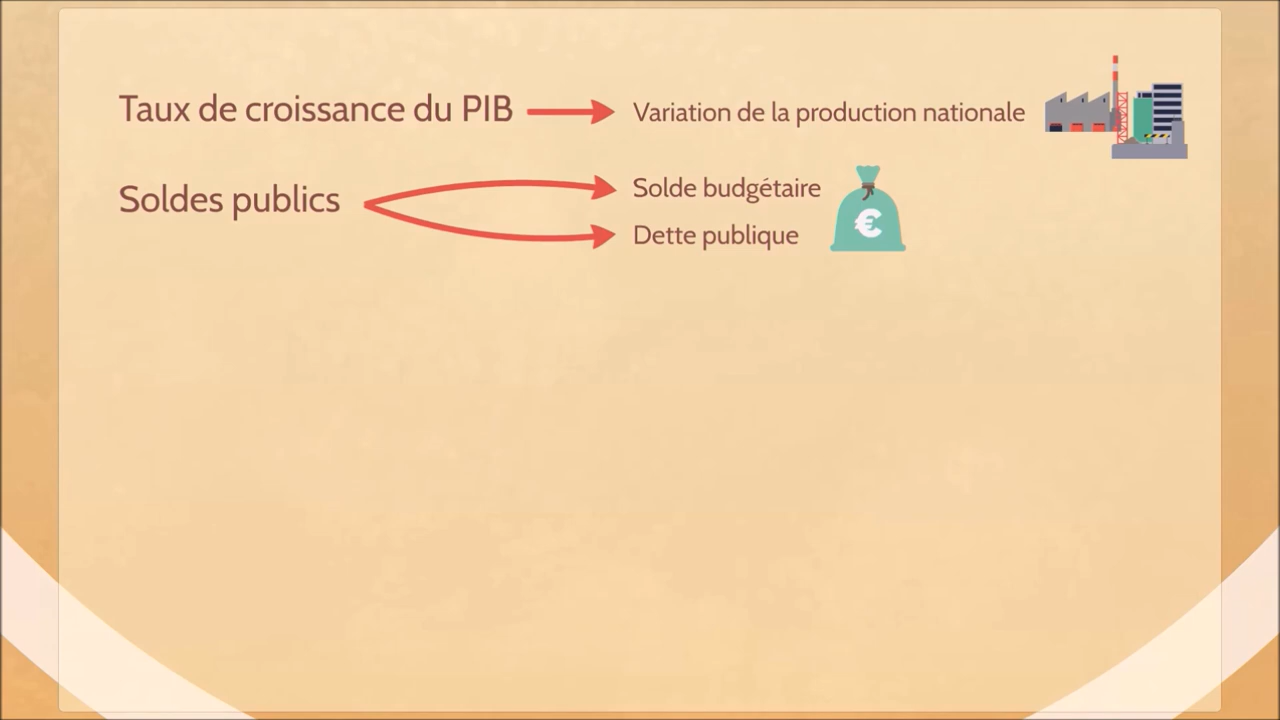 Taux de croissance du PIB
Variation de la production nationale
Soldes publics
Solde budgétaire
Dette publique
€